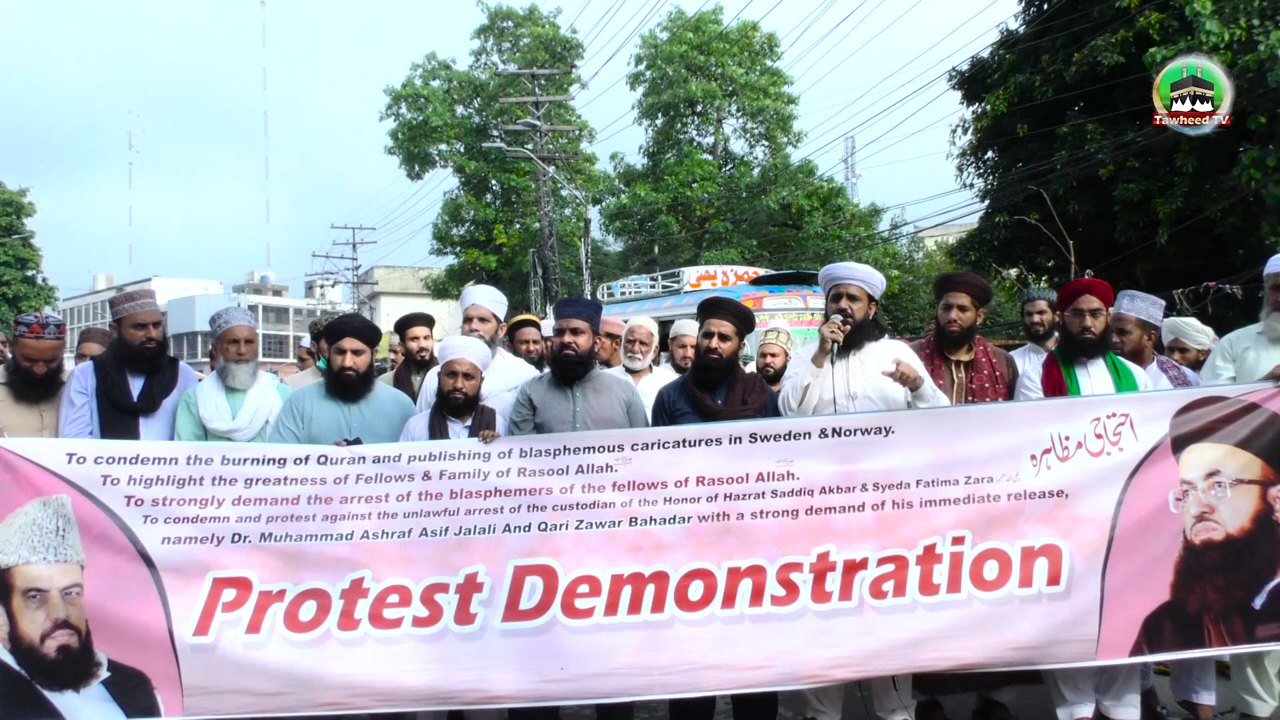 Tawheed TV
حمزہ بھی
To condemn the burning of Quran and publishing of blasphemous caricatures in Sweden &Norway.
احتجاجی مظاہرہ
To highlight the greatness of Fellows & Family of Rasool Allah.
To strongly demand the arrest of the blasphemers of the fellows of Rasool Allah.
To condemn and protest against the unlawful arrest of the custodian of the Honor of Hazrat Saddiq Akbar & Syeda Fatima Zara
namely Dr. Muhammad Ashraf Asif Jalali And Qari Zawar Bahadar with a strong demand of his immediate release,
Protest Demonstration